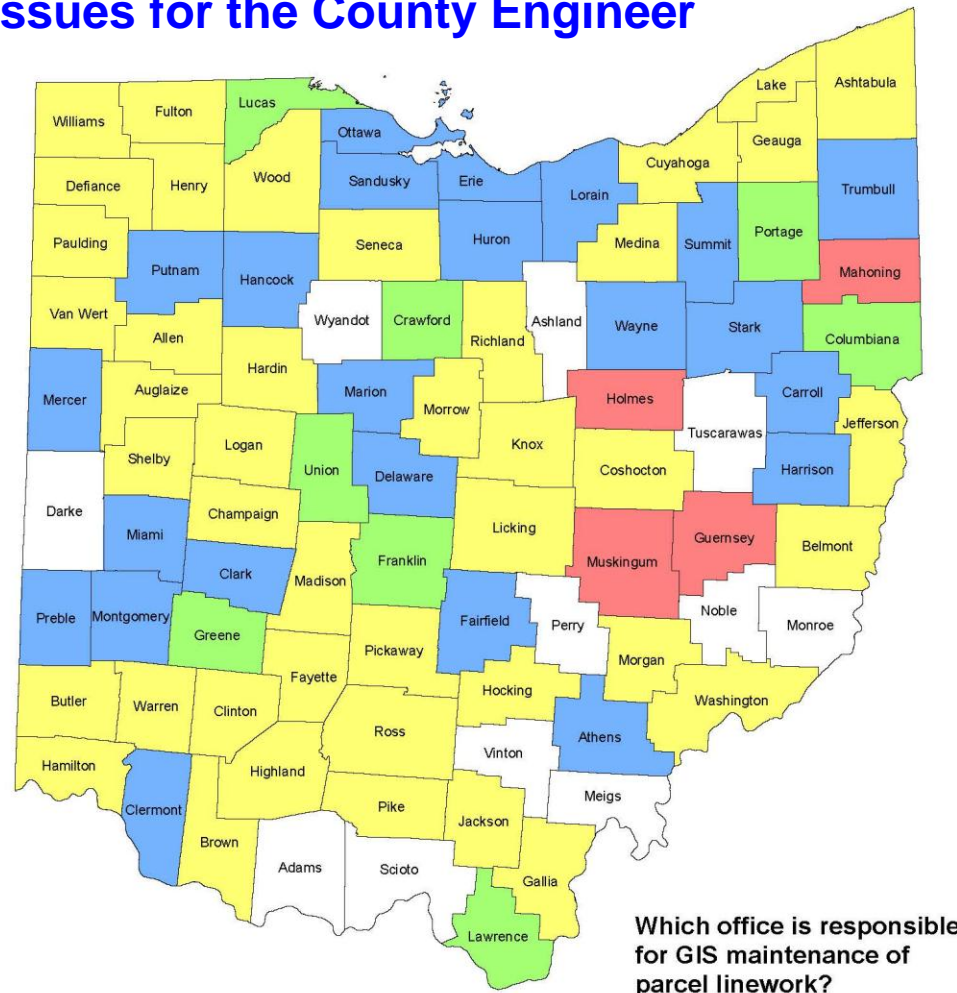 ssues for the County Engineer
Lake
Ashtabula
Lucas
Williams
Fulton
Geauga
Ottawa
Cuyahoga
Wood
Defiance
Henry
Sandusky
Erie
Lorain
Trumbull
Portage
Paulding
Seneca
Huron
Medina
Summit
Putnam
Mahoning
Hancock
Van Wert
Wyandot
Crawford
Ashland
Wayne
Stark
Allen
Richland
Columbiana
Hardin
Auglaize
Marion
Carroll
Mercer
Holmes
Morrow
Jefferson
Tuscarawas
Logan
Knox
Shelby
Union
Coshocton
Harrison
Delaware
Darke
Champaign
Licking
Miami
Guernsey
Belmont
Franklin
Muskingum
Clark
Madison
Noble
Preble
Montgomery
Fairfield
Perry
Monroe
Greene
Pickaway
Morgan
Fayette
Hocking
Butler
Warren
Clinton
Washington
Ross
Athens
Vinton
Hamilton
Highland
Meigs
Clermont
Pike
Jackson
Brown
Adams
Scioto
Gallia
Lawrence
Which office is responsible
for GIS maintenance of
parcel linework?